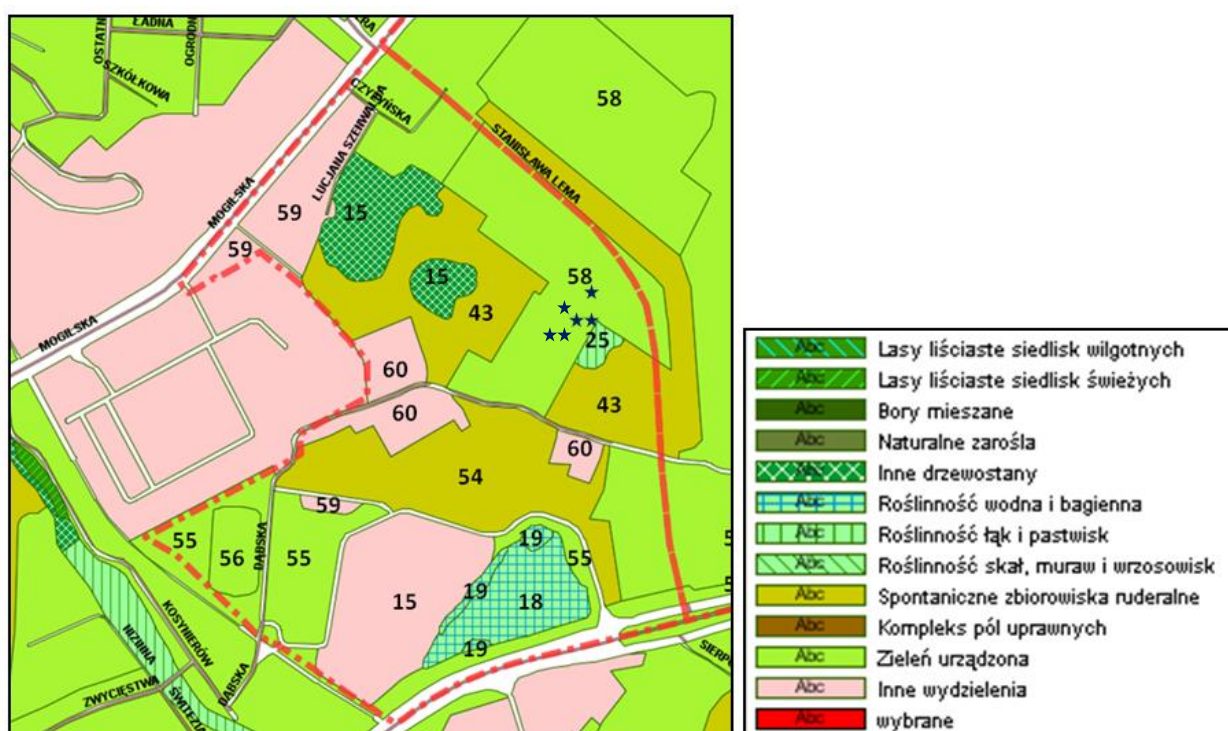 OSTATN
ŁADNA
OGRODN
ERA
SZKÓŁKOWA
CZYŻYŃSKA
58
STANISŁAWA LEMA
LUCJANA SZENWALDA
MOGILSKA
59
15
59
15
58
43
25
MOGILSKA
60
43
60
60
54
59
55
56
55
DĄBSKA
19
55
15
19
18
19
KOSYNIERÓW
NIZINNA
ZWYCIĘSTWA
ŚWITEZIA
DĄBSKA
SIERP
Abc Lasy liściaste siedlisk wilgotnych
Abc Lasy liściaste siedlisk świeżych
Abc Bory mieszane
Abc Naturalne zarośla
Abc Inne drzewostany
Abc Roślinność wodna i bagienna
Abc Roślinność łąk i pastwisk
Abc Roślinność skał, muraw i wrzosowisk
Abc Spontaniczne zbiorowiska ruderalne
Abc Kompleks pól uprawnych
Abc Zieleń urządzona
Abc Inne wydzielenia
Abc wybrane